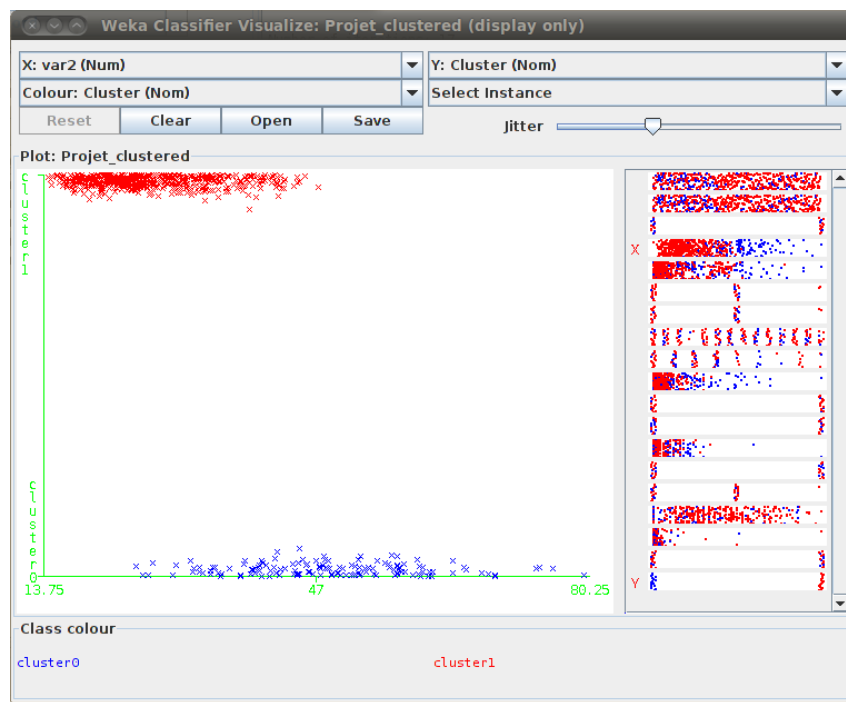 Weka Classifier Visualize: Projet_clustered (display only)
X: var2 (Num)
Y: Cluster (Nom)
Colour: Cluster (Nom)
Select Instance
Reset
Clear
Open
Save
Jitter
Plot: Projet_clustered
cluster1
cluster0
13.75
47
80.25
X
Y
Class colour
cluster0
cluster1